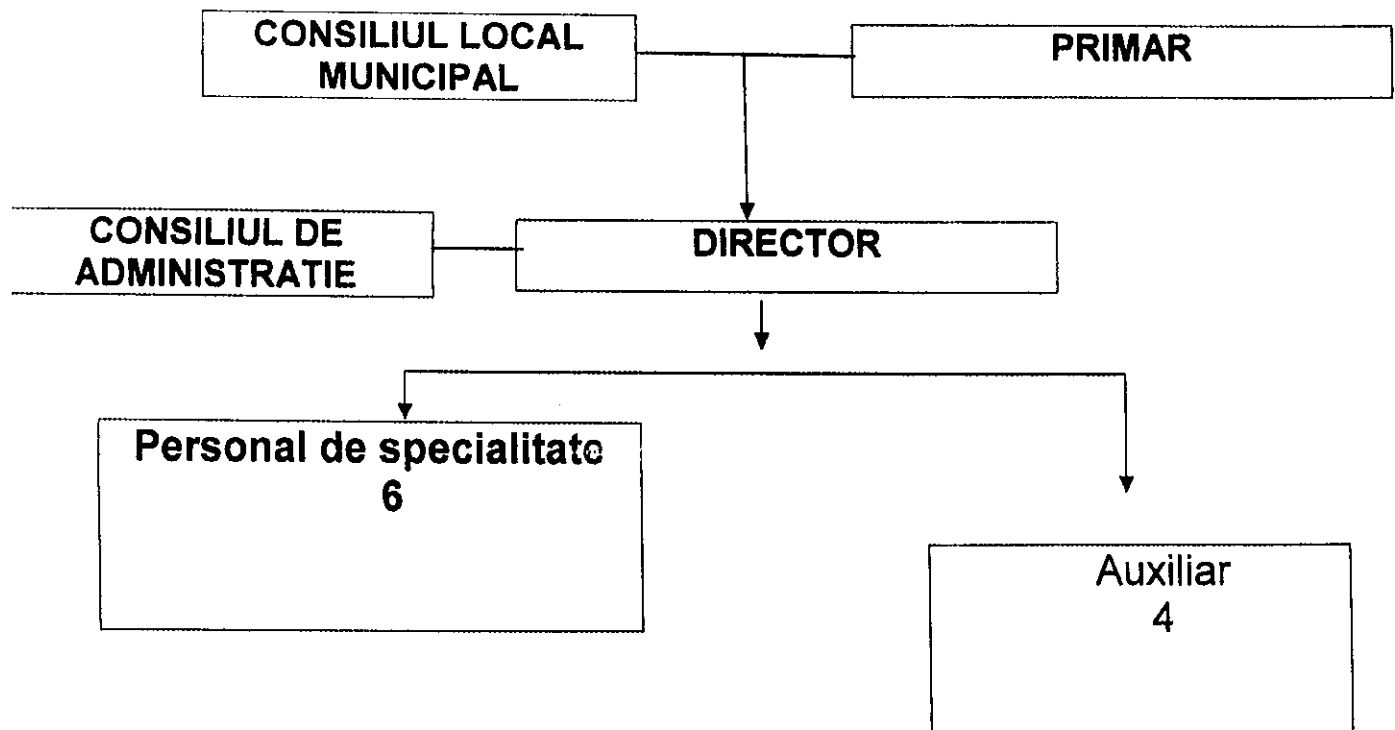 CONSILIUL LOCAL
MUNICIPAL
PRIMAR
CONSILIUL DE
ADMINISTRATIE
DIRECTOR
Personal de specialitate
6
Auxiliar
4